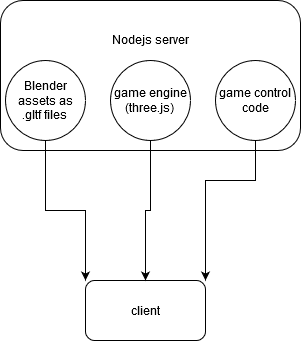 Nodejs server
Blender
assets as
.gltf files
game engine
(three.js)
game control
code
client